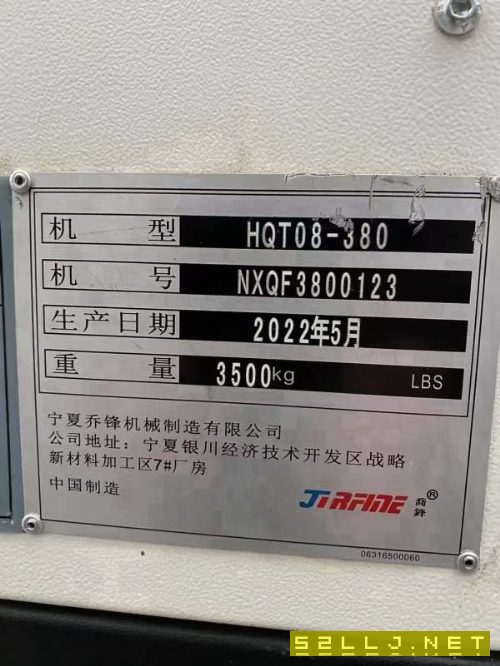 机 型 HQT08-380
机 号 NXQF3800123
生产日期 2022年5月
重 量 3500kg LBS
宁夏乔锋机械制造有限公司
公司地址：宁夏银川经济技术开发区战略
新材料加工区7#厂房
中国制造
JIRFINE®
06316500060
52LLJ.NET